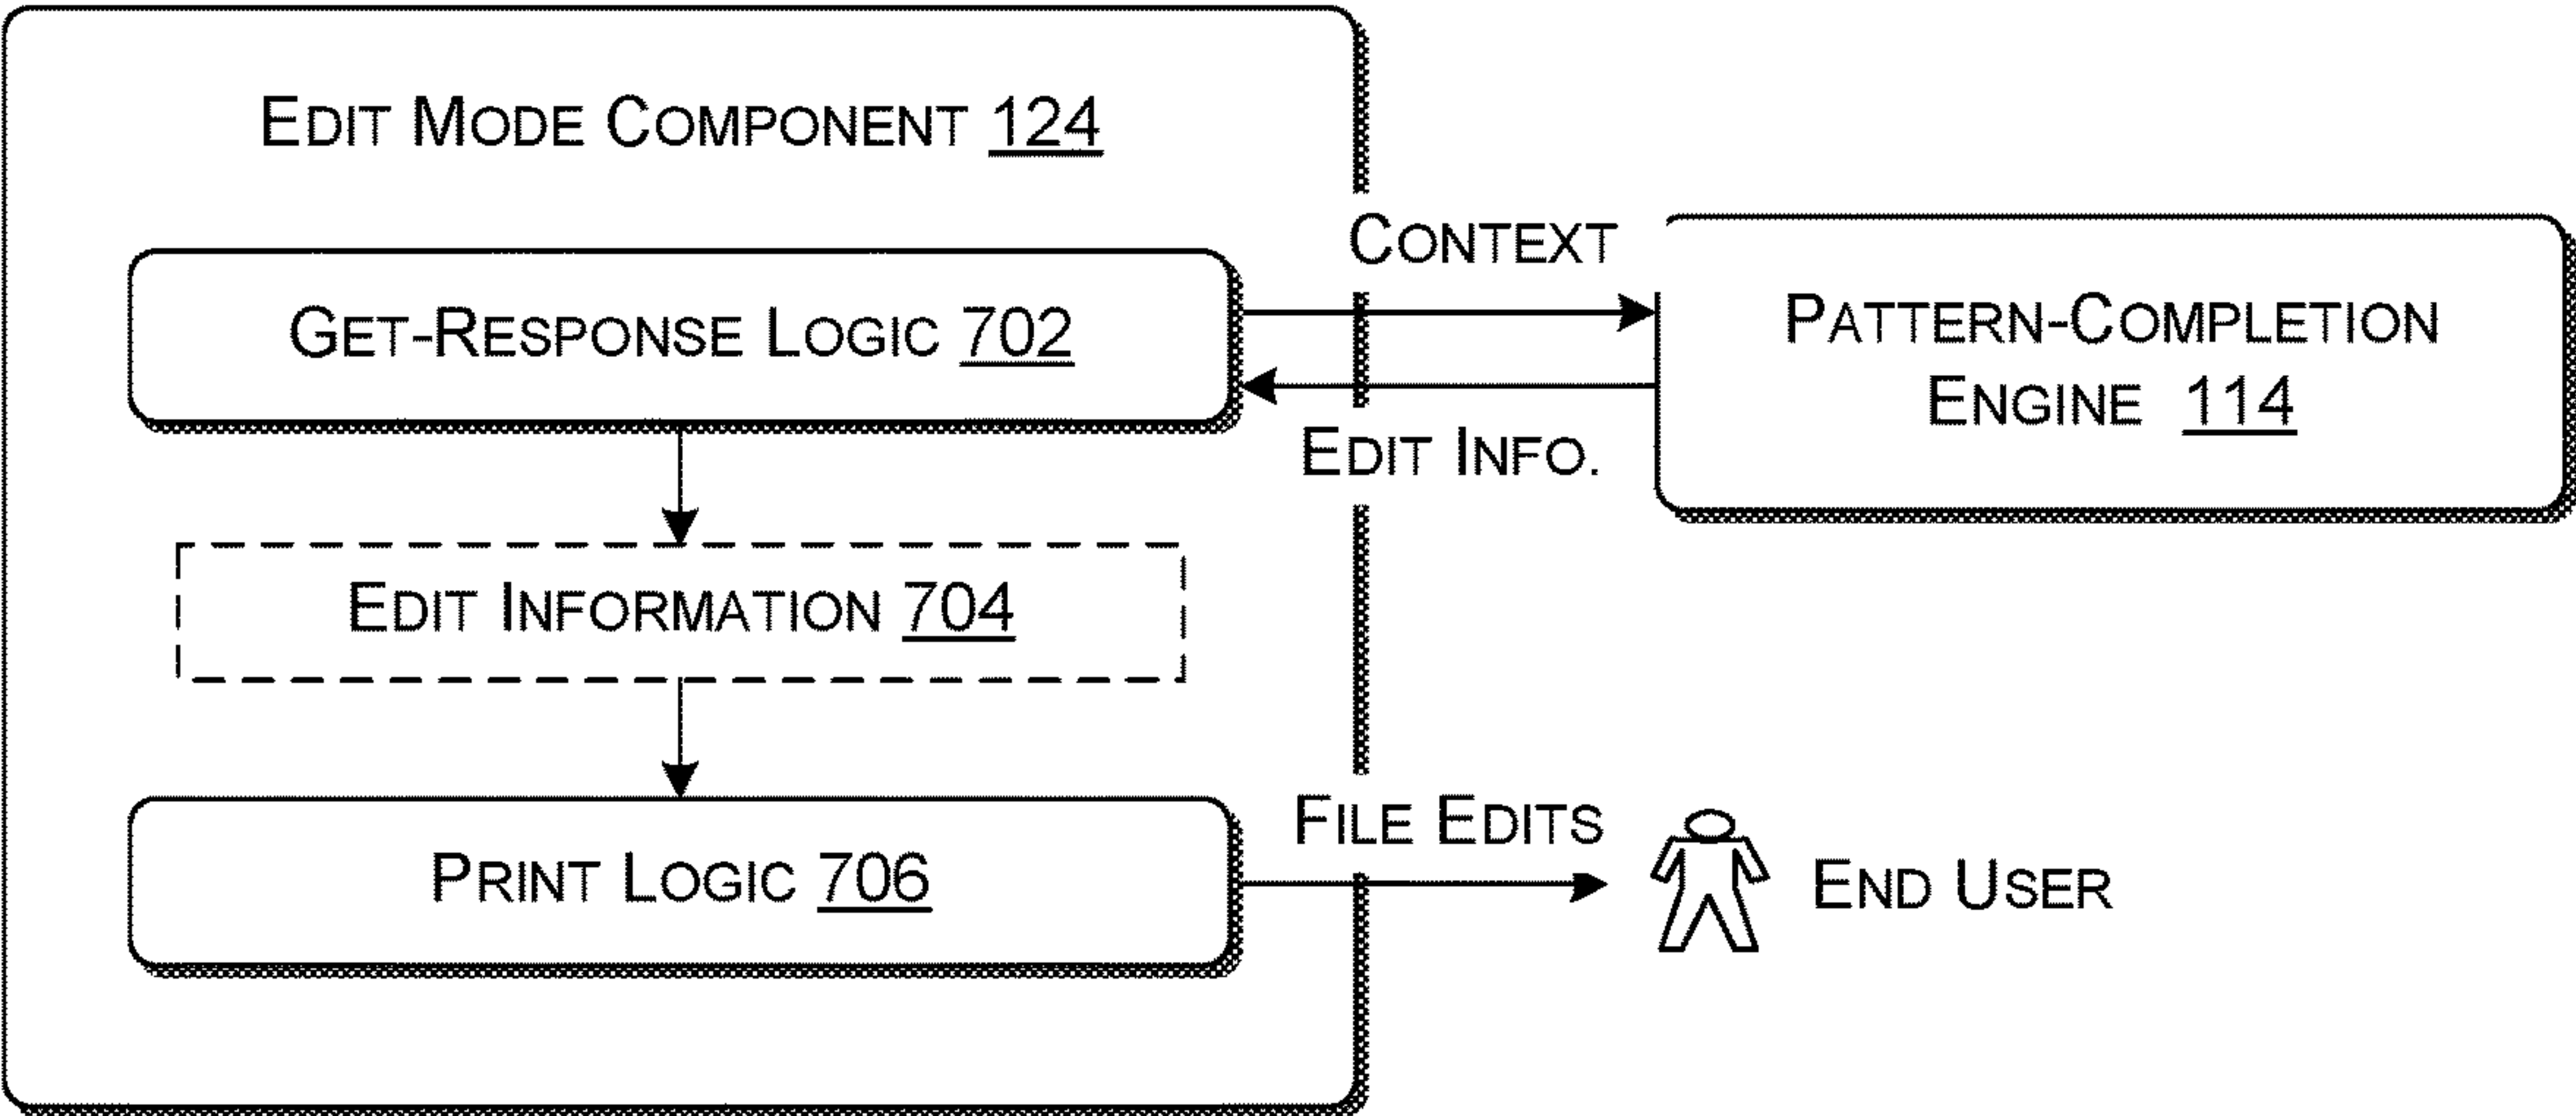 EDIT MODE COMPONENT 124
CONTEXT
GET-RESPONSE LOGIC 702
PATTERN-COMPLETION
ENGINE 114
EDIT INFO.
EDIT INFORMATION 704
FILE EDITS
PRINT LOGIC 706
END USER